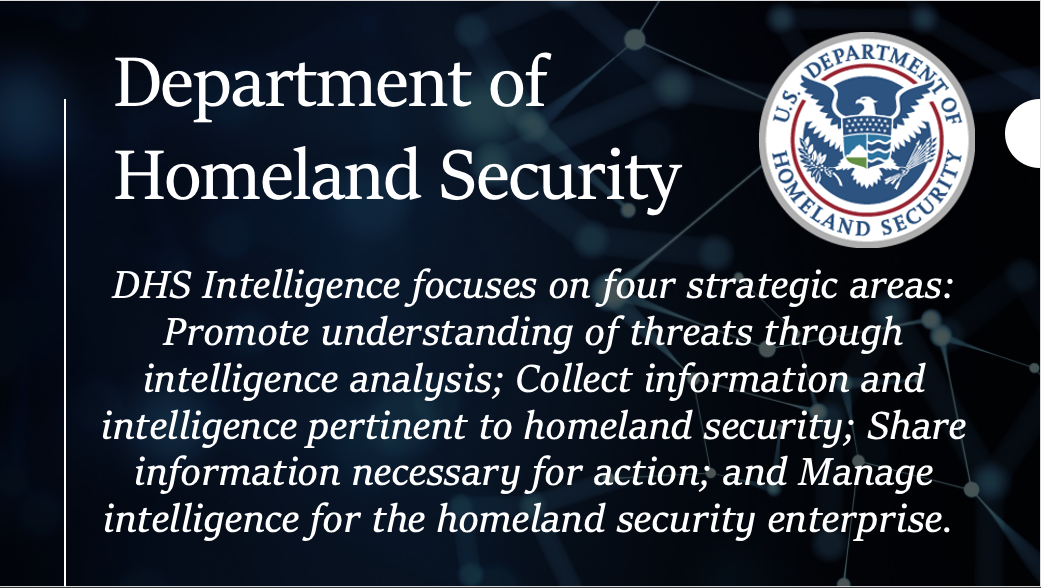 Department of
Homeland Security
U.S. DEPARTMENT OF
HOMELAND SECURITY
DHS Intelligence focuses on four strategic areas:
Promote understanding of threats through
intelligence analysis; Collect information and
intelligence pertinent to homeland security; Share
information necessary for action; and Manage
intelligence for the homeland security enterprise.